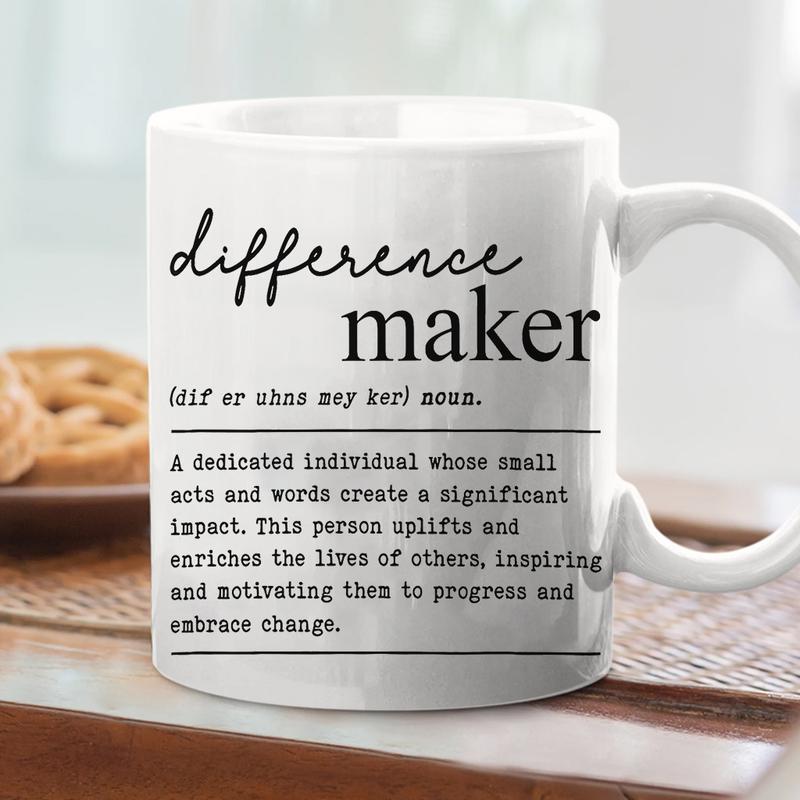 difference
maker
(dif er uhns mey ker) noun.
A dedicated individual whose small
acts and words create a significant
impact. This person uplifts and
enriches the lives of others, inspiring
and motivating them to progress and
embrace change.